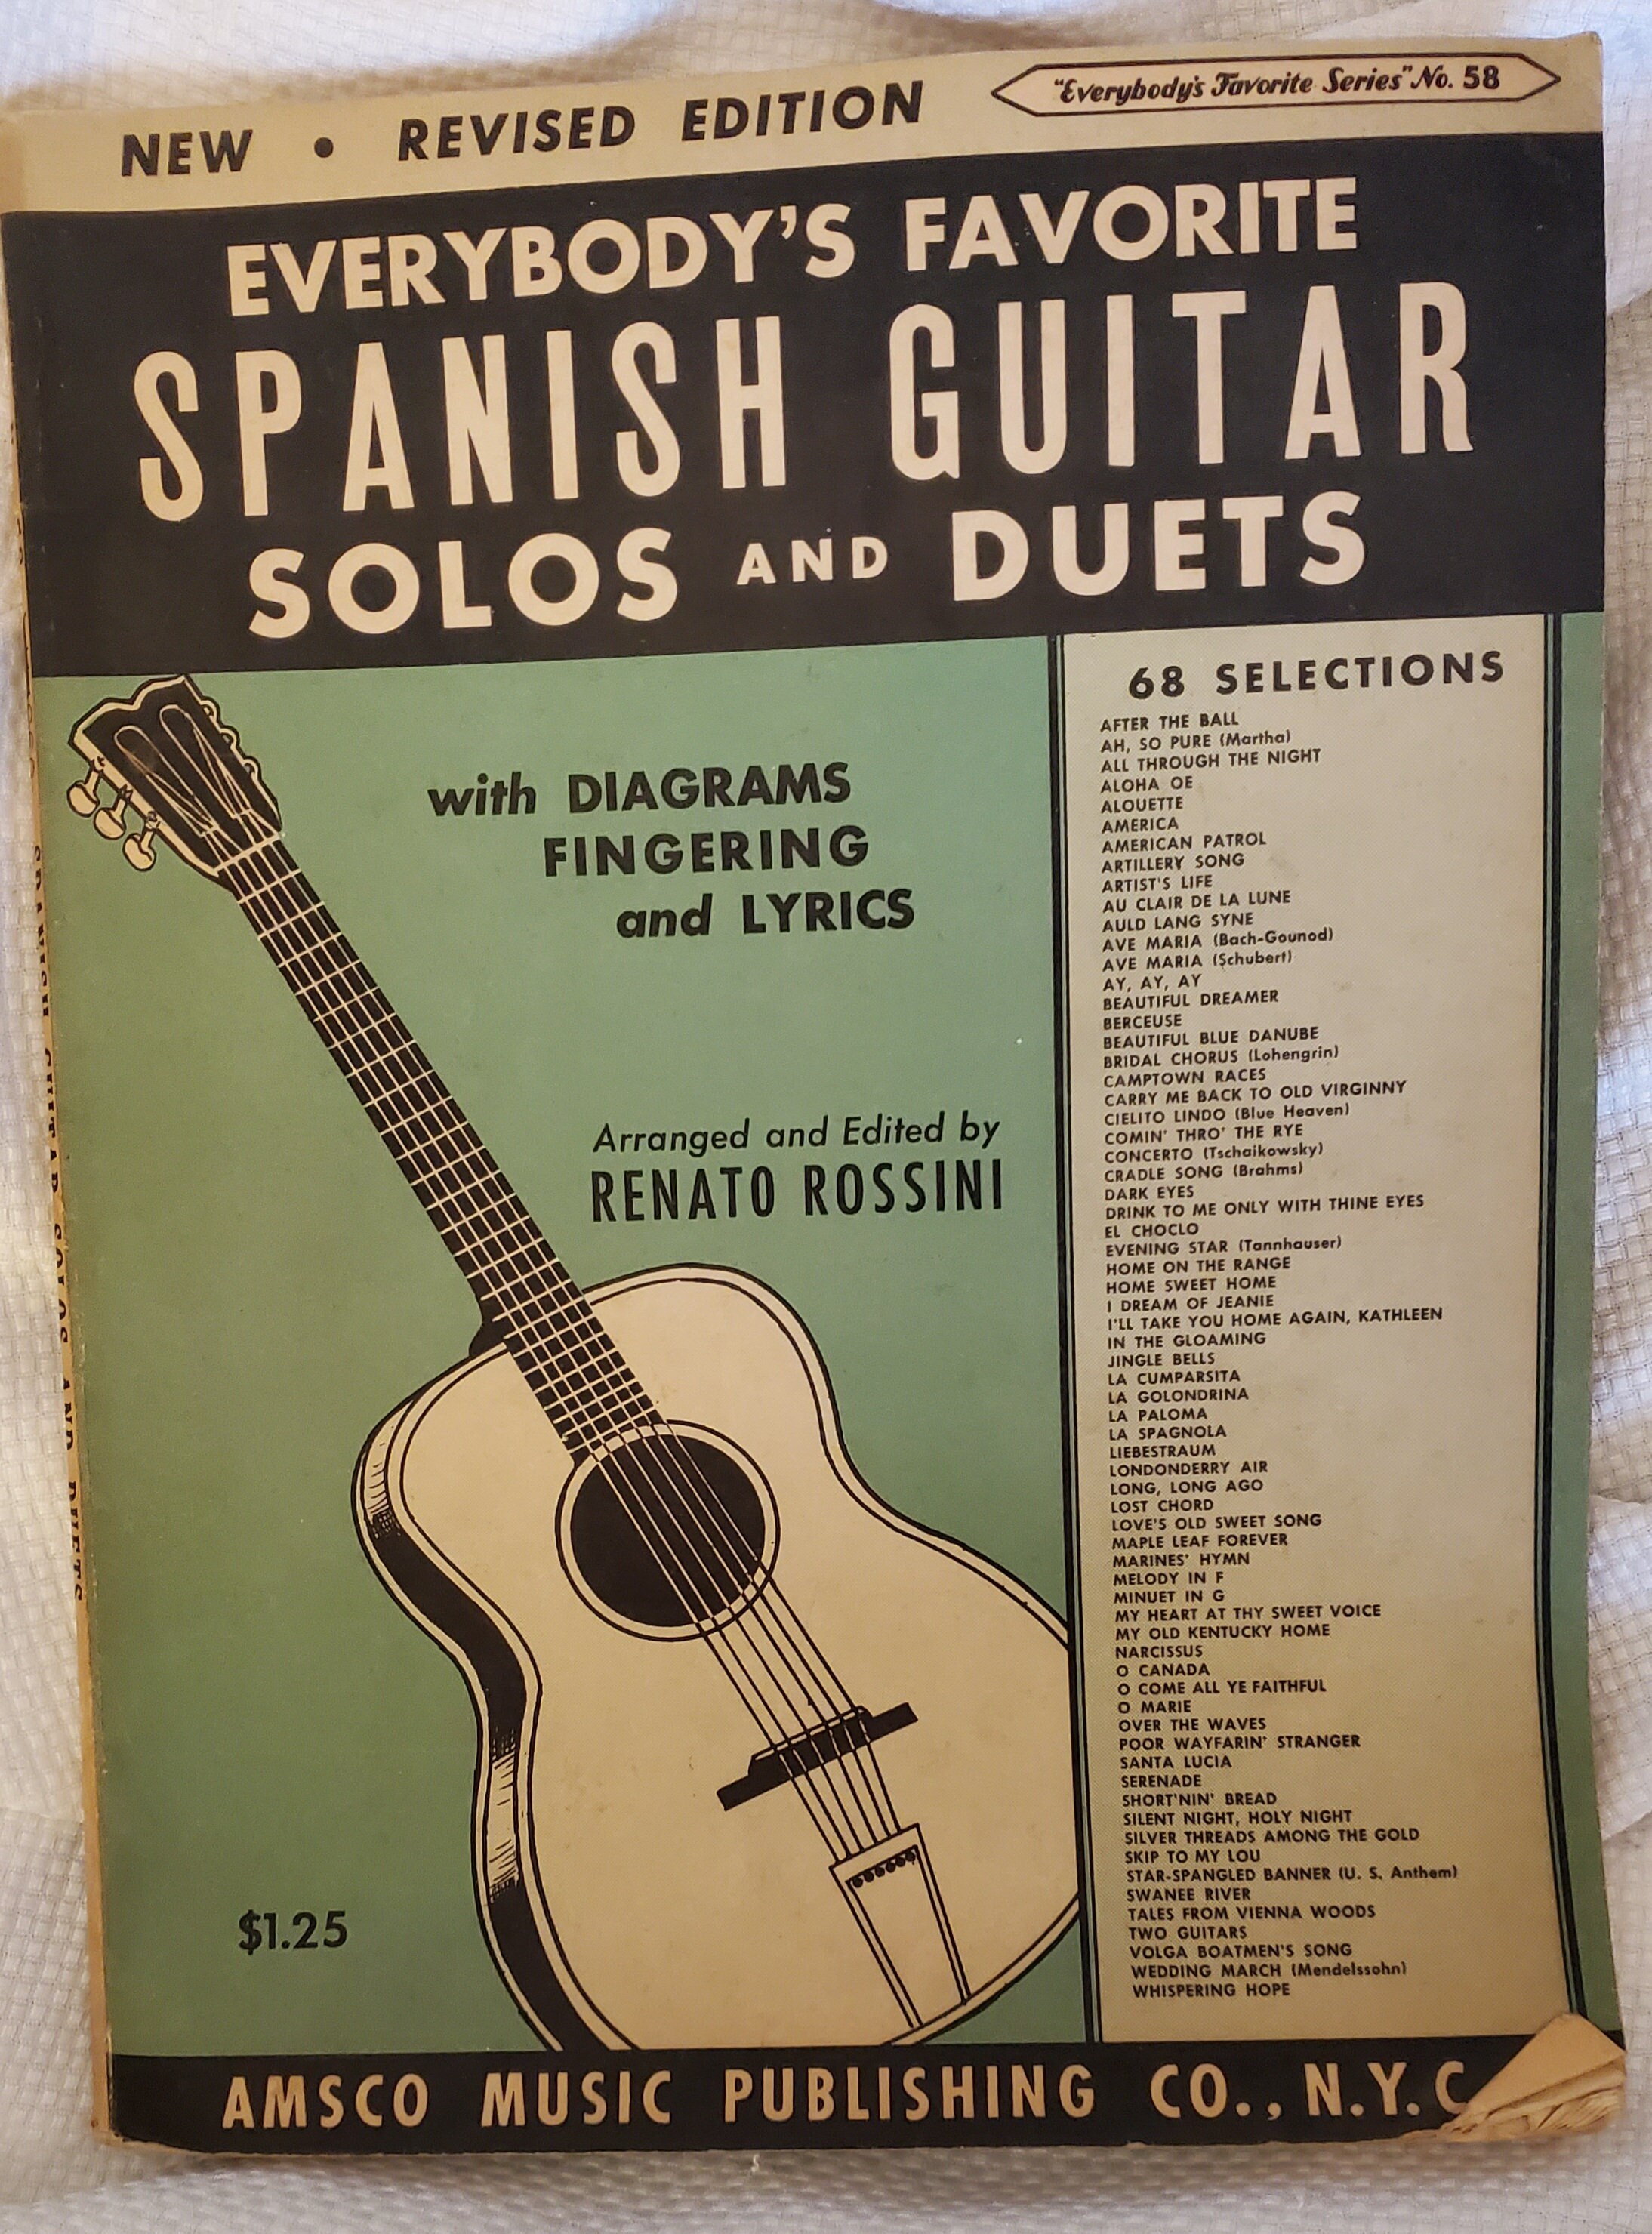 NEW • REVISED EDITION
"Everybody's Favorite Series" No. 58
EVERYBODY'S FAVORITE
SPANISH GUITAR
SOLOS AND DUETS
with DIAGRAMS
FINGERING
and LYRICS
Arranged and Edited by
RENATO ROSSINI
$1.25
68 SELECTIONS
AFTER THE BALL
AH, SO PURE (Martha)
ALL THROUGH THE NIGHT
ALOHA OE
ALOUETTE
AMERICA
AMERICAN PATROL
ARTILLERY SONG
ARTIST'S LIFE
AU CLAIR DE LA LUNE
AULD LANG SYNE
AVE MARIA (Bach-Gounod)
AVE MARIA (Schubert)
AY, AY, AY
BEAUTIFUL DREAMER
BERCEUSE
BEAUTIFUL BLUE DANUBE
BRIDAL CHORUS (Lohengrin)
CAMPTOWN RACES
CARRY ME BACK TO OLD VIRGINNY
CIELITO LINDO (Blue Heaven)
COMIN' THRO' THE RYE
CONCERTO (Tschaikowsky)
CRADLE SONG (Brahms)
DARK EYES
DRINK TO ME ONLY WITH THINE EYES
EL CHOCLO
EVENING STAR (Tannhauser)
HOME ON THE RANGE
HOME SWEET HOME
I DREAM OF JEANIE
I'LL TAKE YOU HOME AGAIN, KATHLEEN
IN THE GLOAMING
JINGLE BELLS
LA CUMPARSITA
LA GOLONDRINA
LA PALOMA
LA SPAGNOLA
LIEBESTRAUM
LONDONDERRY AIR
LONG, LONG AGO
LOST CHORD
LOVE'S OLD SWEET SONG
MAPLE LEAF FOREVER
MARINES' HYMN
MELODY IN F
MINUET IN G
MY HEART AT THY SWEET VOICE
MY OLD KENTUCKY HOME
NARCISSUS
O CANADA
O COME ALL YE FAITHFUL
O MARIE
OVER THE WAVES
POOR WAYFARIN' STRANGER
SANTA LUCIA
SERENADE
SHORT'NIN' BREAD
SILENT NIGHT, HOLY NIGHT
SILVER THREADS AMONG THE GOLD
SKIP TO MY LOU
STAR-SPANGLED BANNER (U. S. Anthem)
SWANEE RIVER
TALES FROM VIENNA WOODS
TWO GUITARS
VOLGA BOATMEN'S SONG
WEDDING MARCH (Mendelssohn)
WHISPERING HOPE
AMSCO MUSIC PUBLISHING CO., N.Y.C
SPANISH GUITAR SOLOS AND DUETS